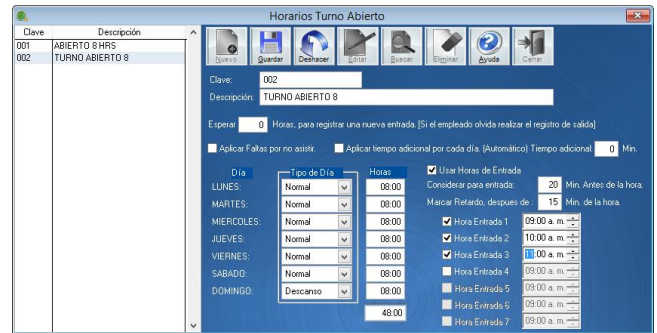 Horarios Turno Abierto
Clave Descripción
001 ABIERTO 8 HRS
002 TURNO ABIERTO 8
Nuevo Guardar Deshacer Editar Buscar Eliminar Ayuda Cerrar
Clave: 002
Descripción: TURNO ABIERTO 8
Esperar 0 Horas, para registrar una nueva entrada. (Si el empleado olvida realizar el registro de salida)
Aplicar Faltas por no asistir. Aplicar tiempo adicional por cada día. (Automático) Tiempo adicional: 0 Min.
Día Tipo de Día Horas
LUNES: Normal 08:00
MARTES: Normal 08:00
MIERCOLES: Normal 08:00
JUEVES: Normal 08:00
VIERNES: Normal 08:00
SABADO: Normal 08:00
DOMINGO: Descanso 08:00
48:00
Usar Horas de Entrada
Considerar para entrada: 20 Min. Antes de la hora.
Marcar Retardo, despues de : 15 Min. de la hora.
Hora Entrada 1 09:00 a. m.
Hora Entrada 2 10:00 a. m.
Hora Entrada 3 11:00 a. m.
Hora Entrada 4 09:00 a. m.
Hora Entrada 5 09:00 a. m.
Hora Entrada 6 09:00 a. m.
Hora Entrada 7 09:00 a. m.